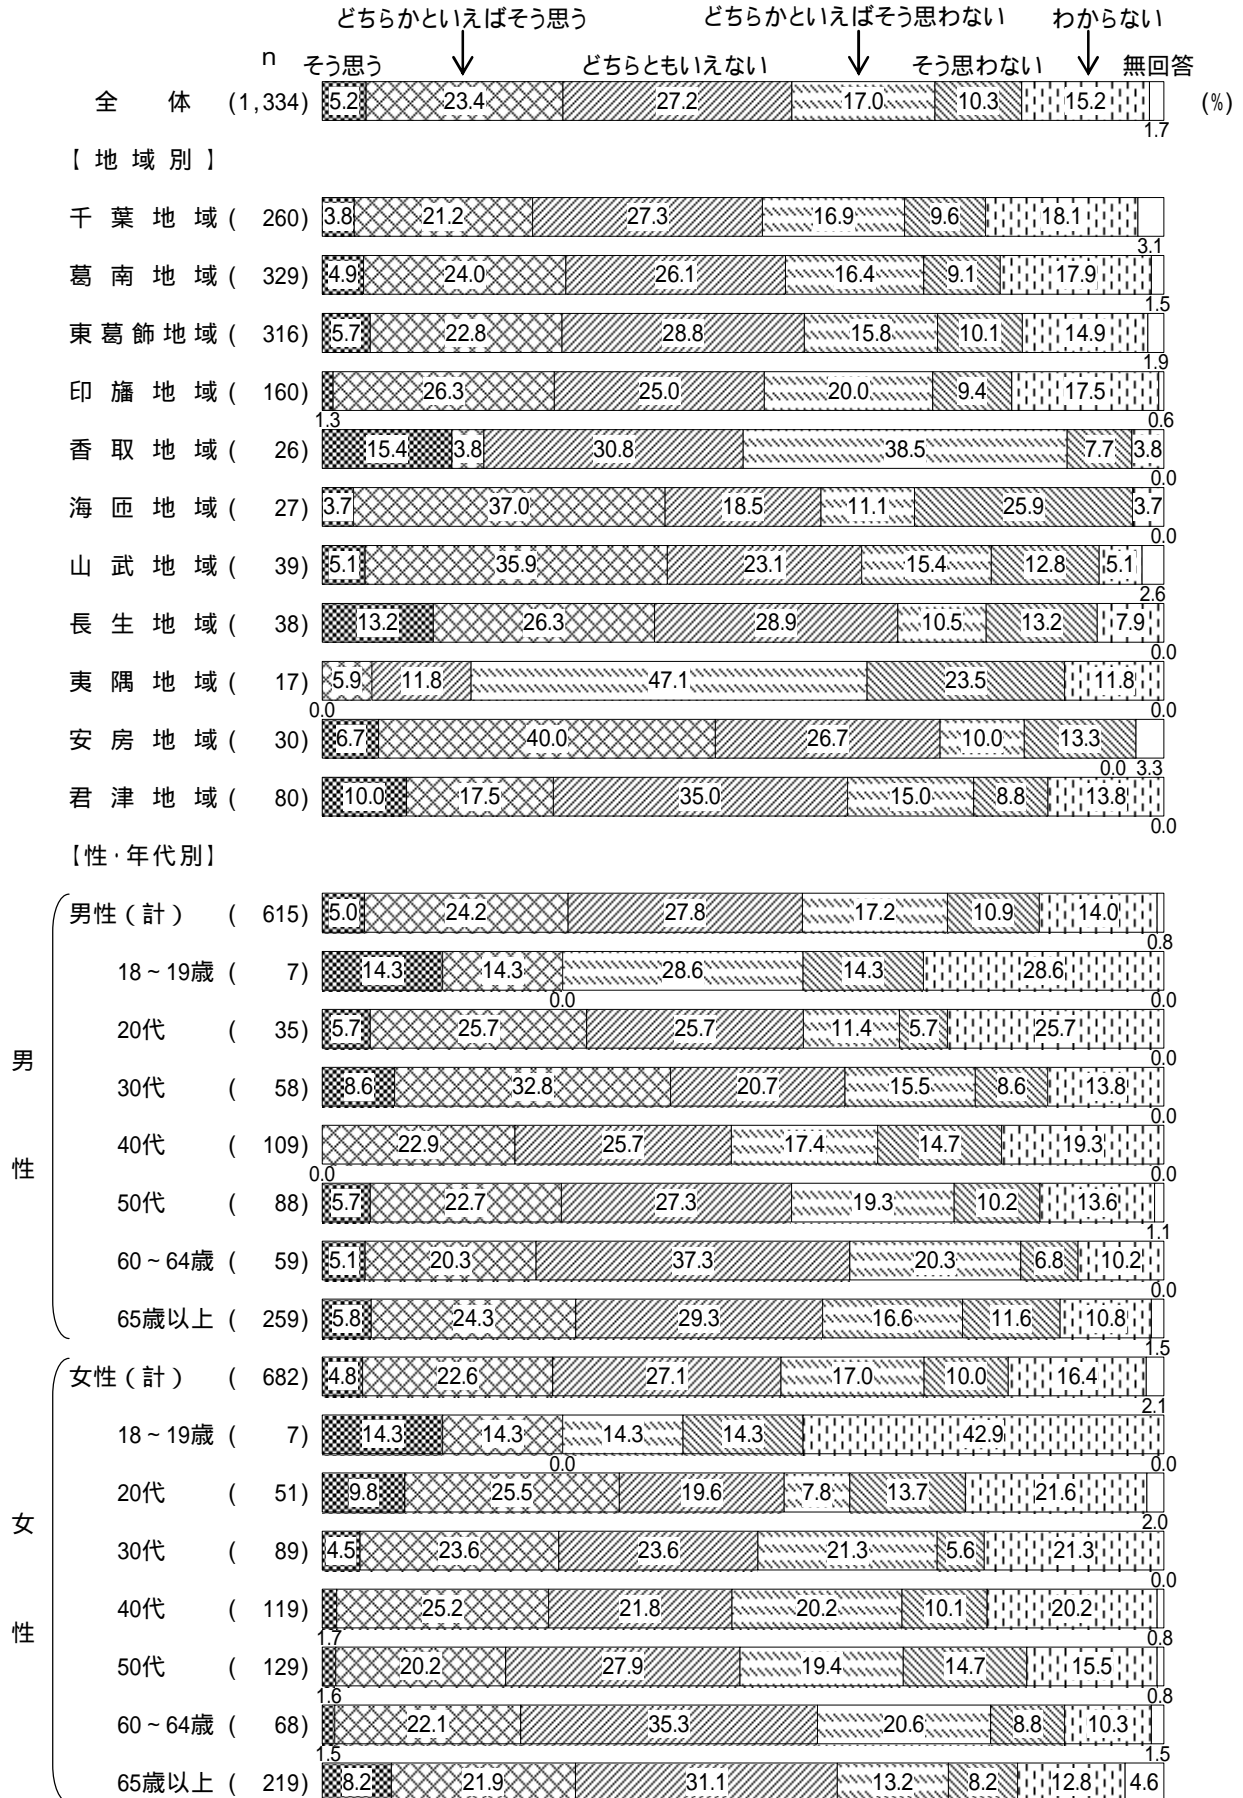 どちらかといえばそう思う どちらかといえばそう思わない わからない
n そう思う どちらともいえない そう思わない 無回答
全体 (1,334) 5.2 23.4 27.2 17.0 10.3 15.2 (%)
1.7
【地域別】
千葉地域( 260) 3.8 21.2 27.3 16.9 9.6 18.1
3.1
葛南地域( 329) 4.9 24.0 26.1 16.4 9.1 17.9
1.5
東葛飾地域( 316) 5.7 22.8 28.8 15.8 10.1 14.9
1.9
印旛地域( 160) 26.3 25.0 20.0 9.4 17.5
1.3 0.6
香取地域( 26) 15.4 3.8 30.8 38.5 7.7 3.8
0.0
海匝地域( 27) 3.7 37.0 18.5 11.1 25.9 3.7
0.0
山武地域( 39) 5.1 35.9 23.1 15.4 12.8 5.1
2.6
長生地域( 38) 13.2 26.3 28.9 10.5 13.2 7.9
0.0
夷隅地域( 17) 5.9 11.8 47.1 23.5 11.8
0.0 0.0
安房地域( 30) 6.7 40.0 26.7 10.0 13.3
0.0 3.3
君津地域( 80) 10.0 17.5 35.0 15.0 8.8 13.8
0.0
【性・年代別】
男性(計) ( 615) 5.0 24.2 27.8 17.2 10.9 14.0
0.8
18~19歳 ( 7) 14.3 14.3 28.6 14.3 28.6
0.0 0.0
20代 ( 35) 5.7 25.7 25.7 11.4 5.7 25.7
0.0
男
30代 ( 58) 8.6 32.8 20.7 15.5 8.6 13.8
0.0
40代 ( 109) 22.9 25.7 17.4 14.7 19.3
性
0.0 0.0
50代 ( 88) 5.7 22.7 27.3 19.3 10.2 13.6
1.1
60~64歳 ( 59) 5.1 20.3 37.3 20.3 6.8 10.2
0.0
65歳以上 ( 259) 5.8 24.3 29.3 16.6 11.6 10.8
1.5
女性(計) ( 682) 4.8 22.6 27.1 17.0 10.0 16.4
2.1
18~19歳 ( 7) 14.3 14.3 14.3 14.3 42.9
0.0 0.0
20代 ( 51) 9.8 25.5 19.6 7.8 13.7 21.6
女
2.0
30代 ( 89) 4.5 23.6 23.6 21.3 5.6 21.3
0.0
40代 ( 119) 25.2 21.8 20.2 10.1 20.2
性
1.7 0.8
50代 ( 129) 20.2 27.9 19.4 14.7 15.5
1.6 0.8
60~64歳 ( 68) 22.1 35.3 20.6 8.8 10.3
1.5 1.5
65歳以上 ( 219) 8.2 21.9 31.1 13.2 8.2 12.8 4.6